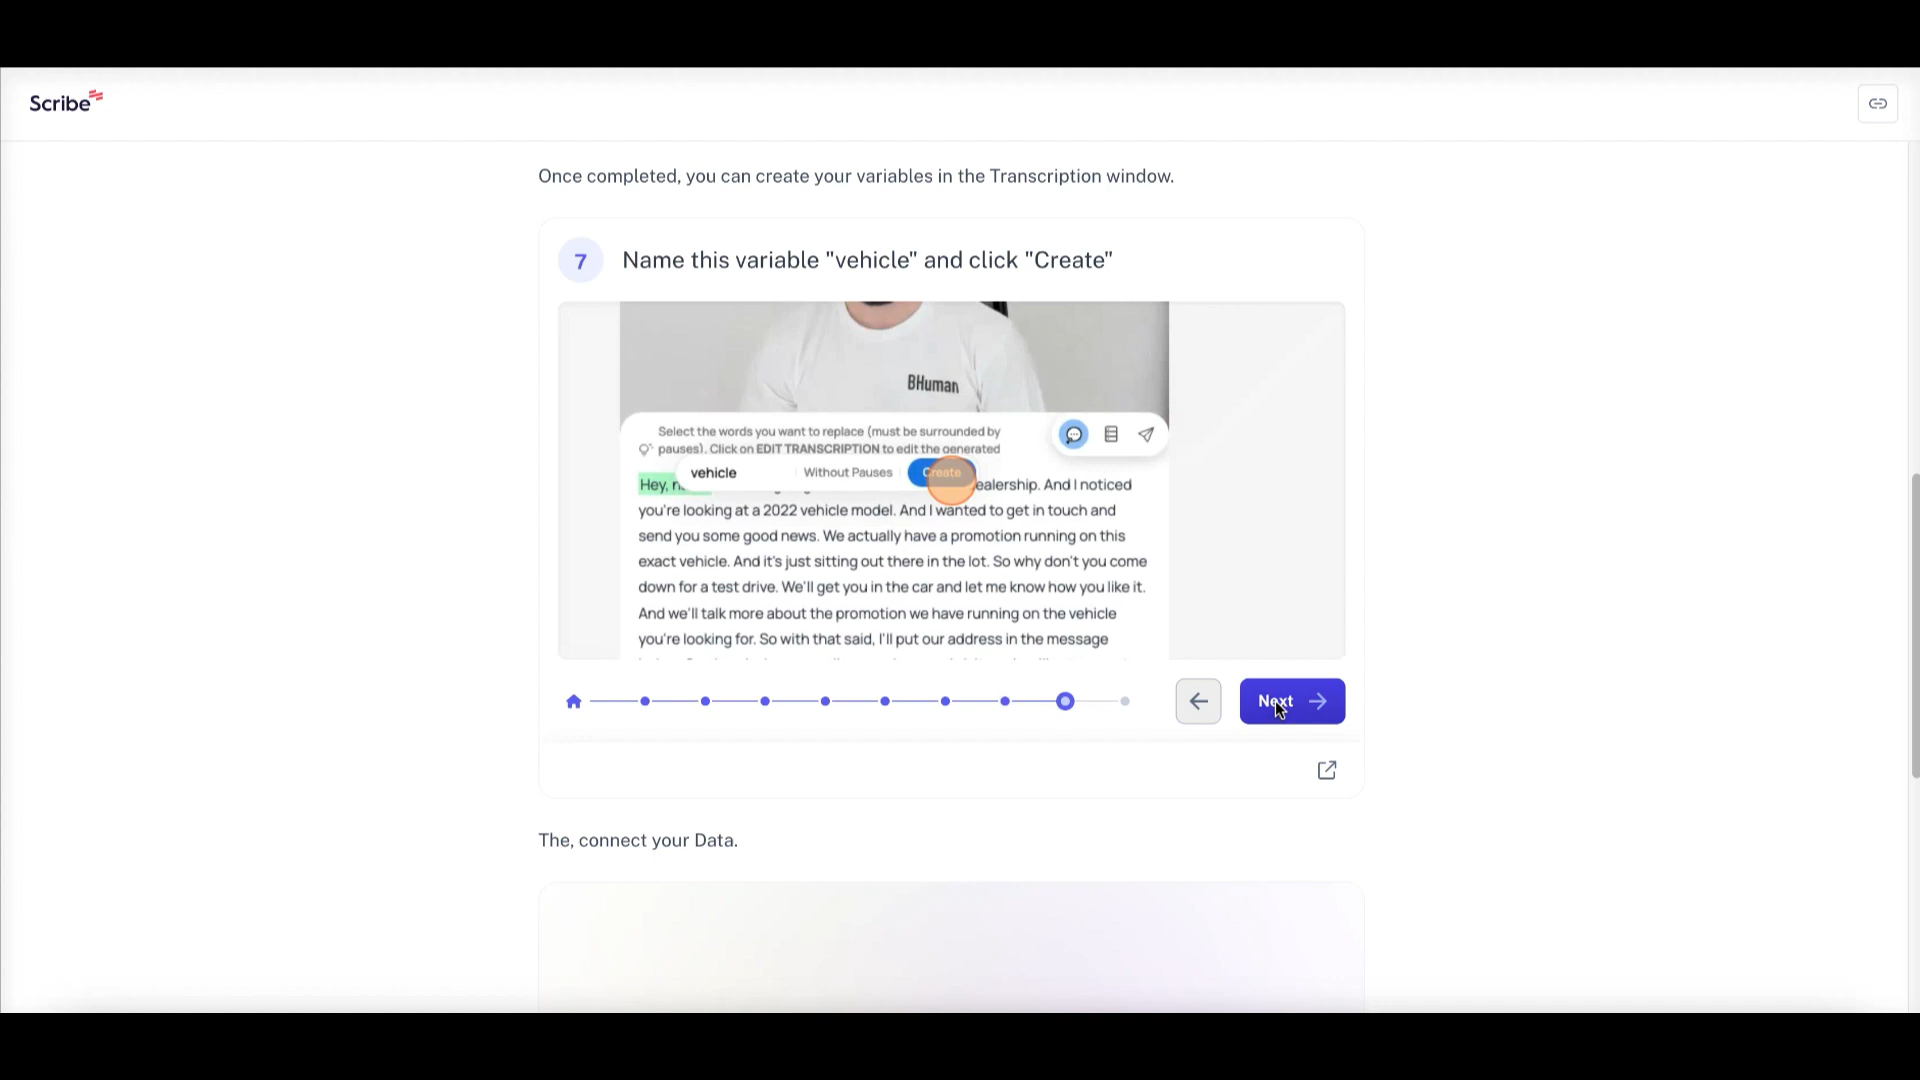 Scribe
Once completed, you can create your variables in the Transcription window.
7
Name this variable "vehicle" and click "Create"
BHuman
Select the words you want to replace (must be surrounded by
pauses). Click on EDIT TRANSCRIPTION to edit the generated
vehicle Without Pauses Create
Hey, ealership. And I noticed
you're looking at a 2022 vehicle model. And I wanted to get in touch and
send you some good news. We actually have a promotion running on this
exact vehicle. And it's just sitting out there in the lot. So why don't you come
down for a test drive. We'll get you in the car and let me know how you like it.
And we'll talk more about the promotion we have running on the vehicle
you're looking for. So with that said, I'll put our address in the message
Next
The, connect your Data.